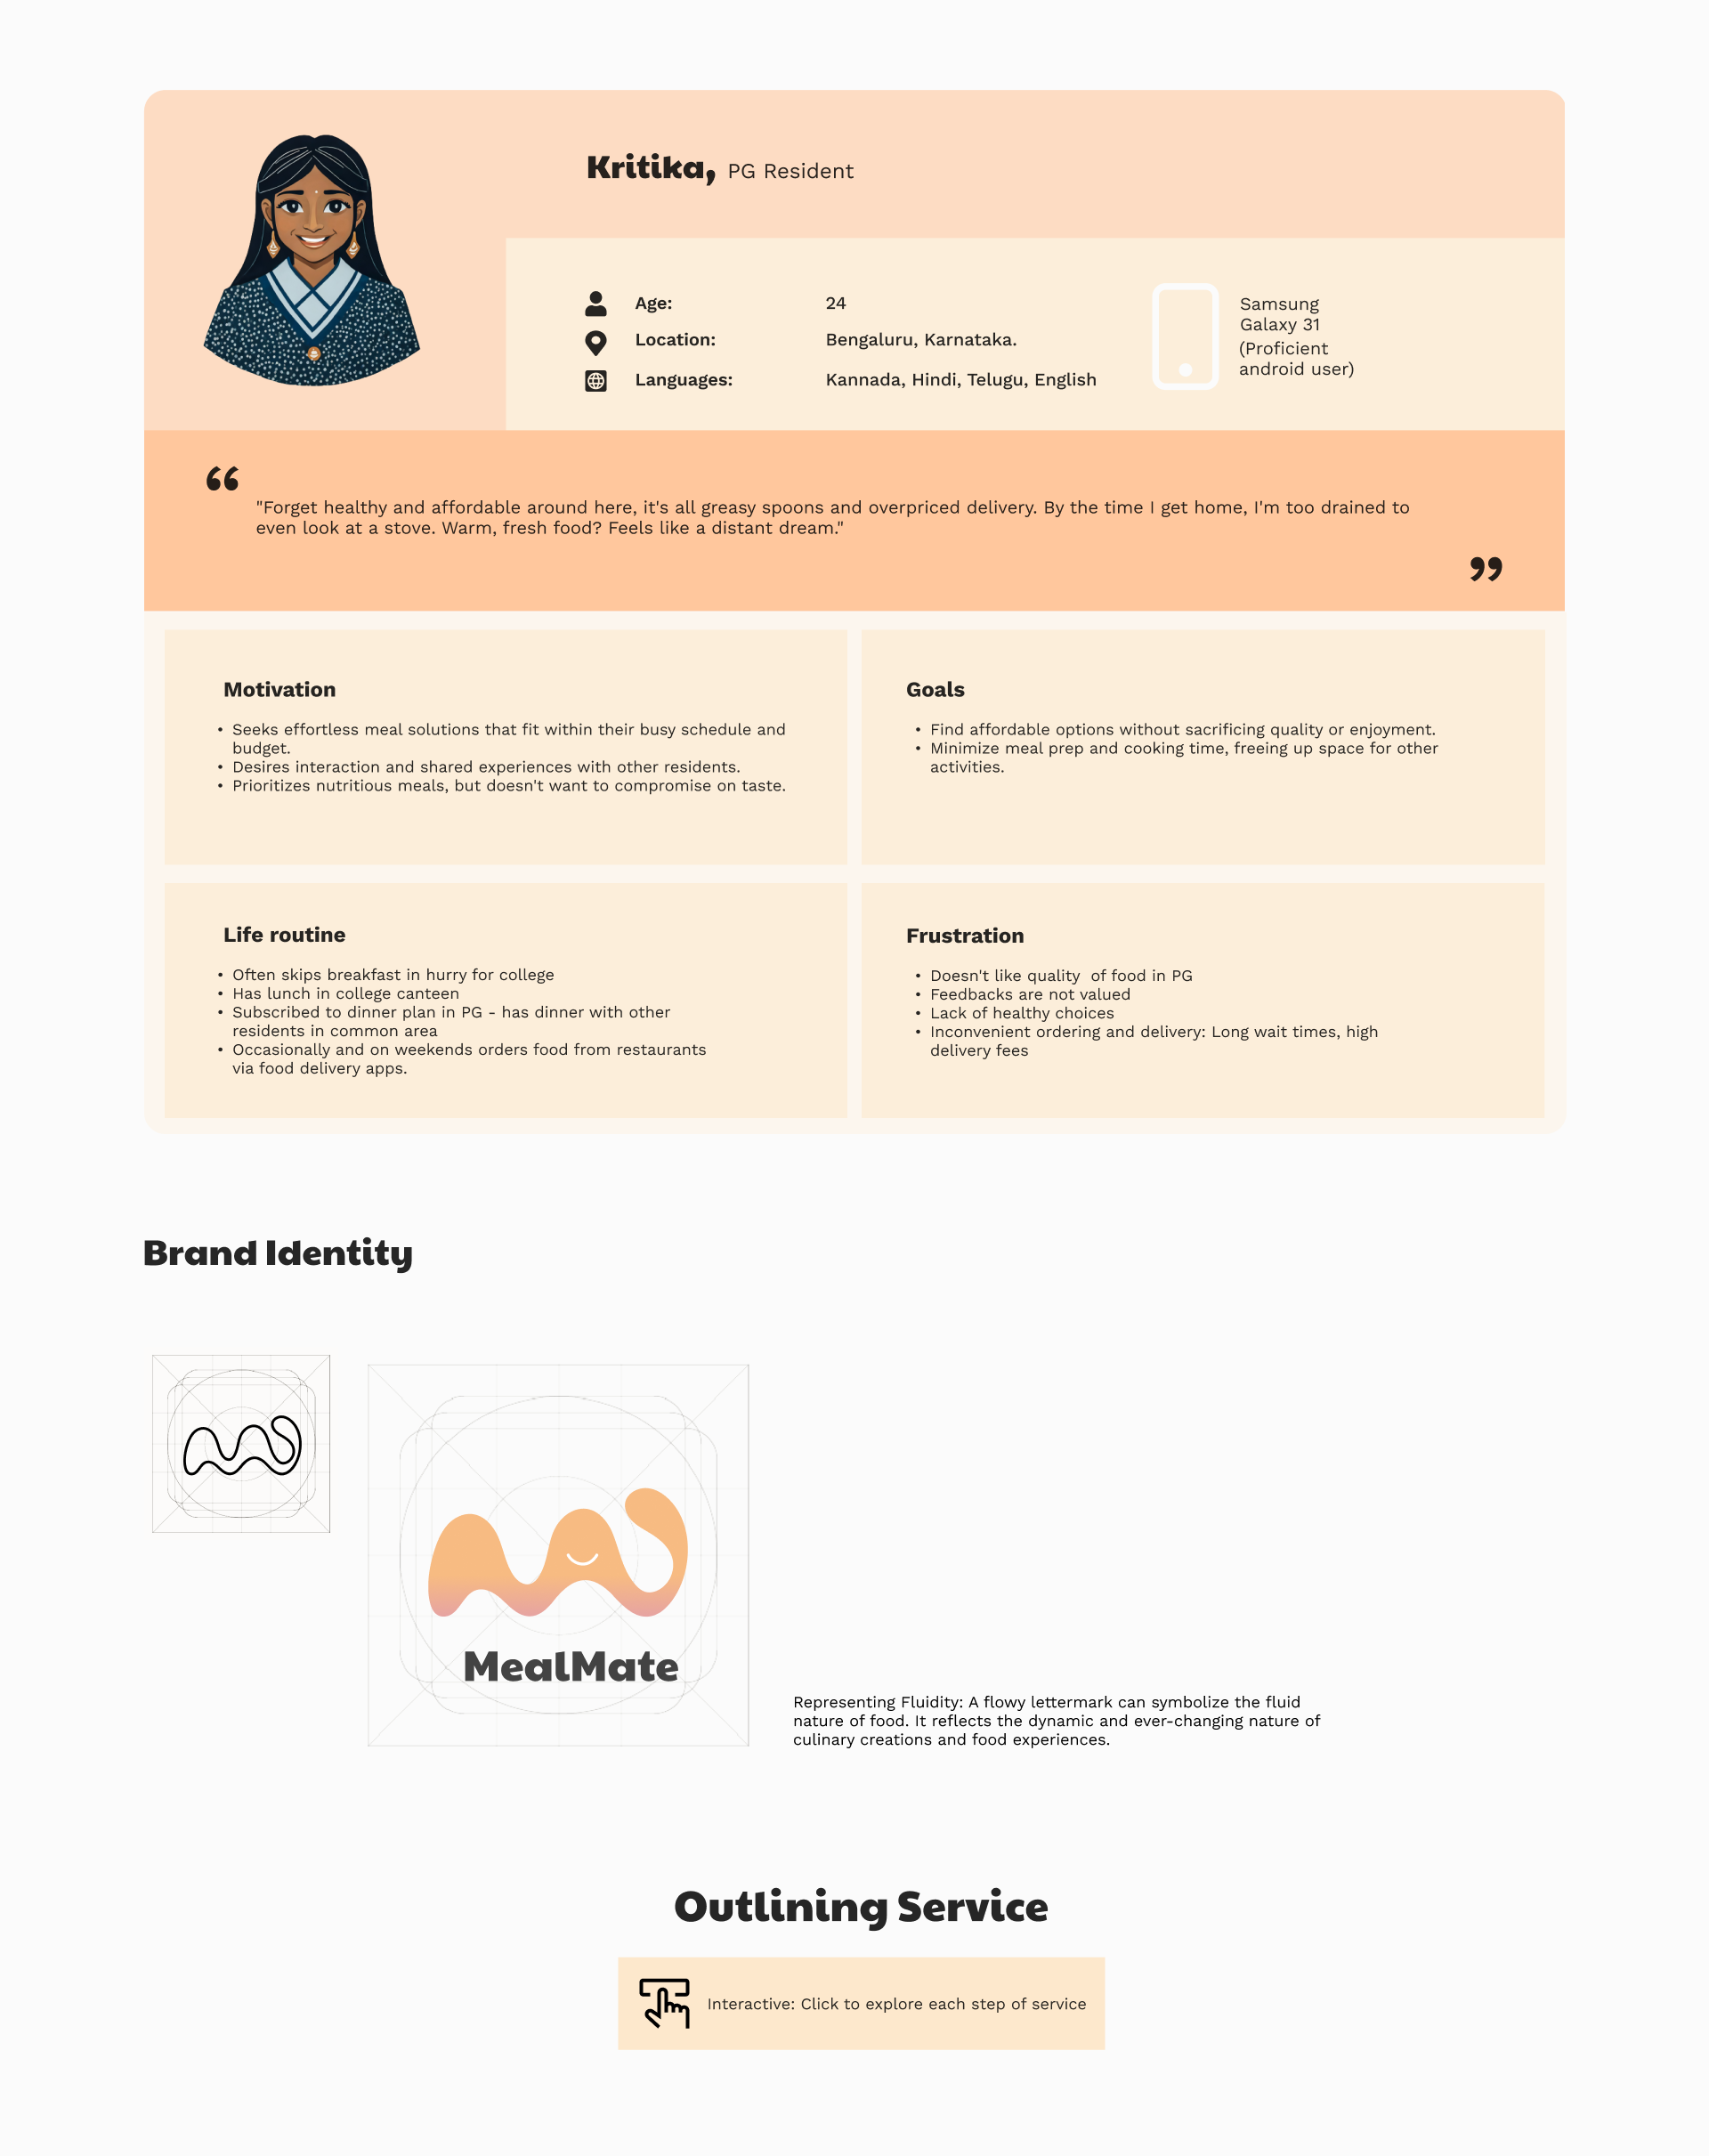 Kritika, PG Resident
Age: 24
Location: Bengaluru, Karnataka.
Languages: Kannada, Hindi, Telugu, English
Samsung
Galaxy 31
(Proficient
android user)
“
"Forget healthy and affordable around here, it's all greasy spoons and overpriced delivery. By the time I get home, I'm too drained to
even look at a stove. Warm, fresh food? Feels like a distant dream."
”
Motivation
• Seeks effortless meal solutions that fit within their busy schedule and
budget.
• Desires interaction and shared experiences with other residents.
• Prioritizes nutritious meals, but doesn't want to compromise on taste.
Goals
• Find affordable options without sacrificing quality or enjoyment.
• Minimize meal prep and cooking time, freeing up space for other
activities.
Life routine
• Often skips breakfast in hurry for college
• Has lunch in college canteen
• Subscribed to dinner plan in PG - has dinner with other
residents in common area
• Occasionally and on weekends orders food from restaurants
via food delivery apps.
Frustration
• Doesn't like quality  of food in PG
• Feedbacks are not valued
• Lack of healthy choices
• Inconvenient ordering and delivery: Long wait times, high
delivery fees
Brand Identity
MealMate
Representing Fluidity: A flowy lettermark can symbolize the fluid
nature of food. It reflects the dynamic and ever-changing nature of
culinary creations and food experiences.
Outlining Service
Interactive: Click to explore each step of service